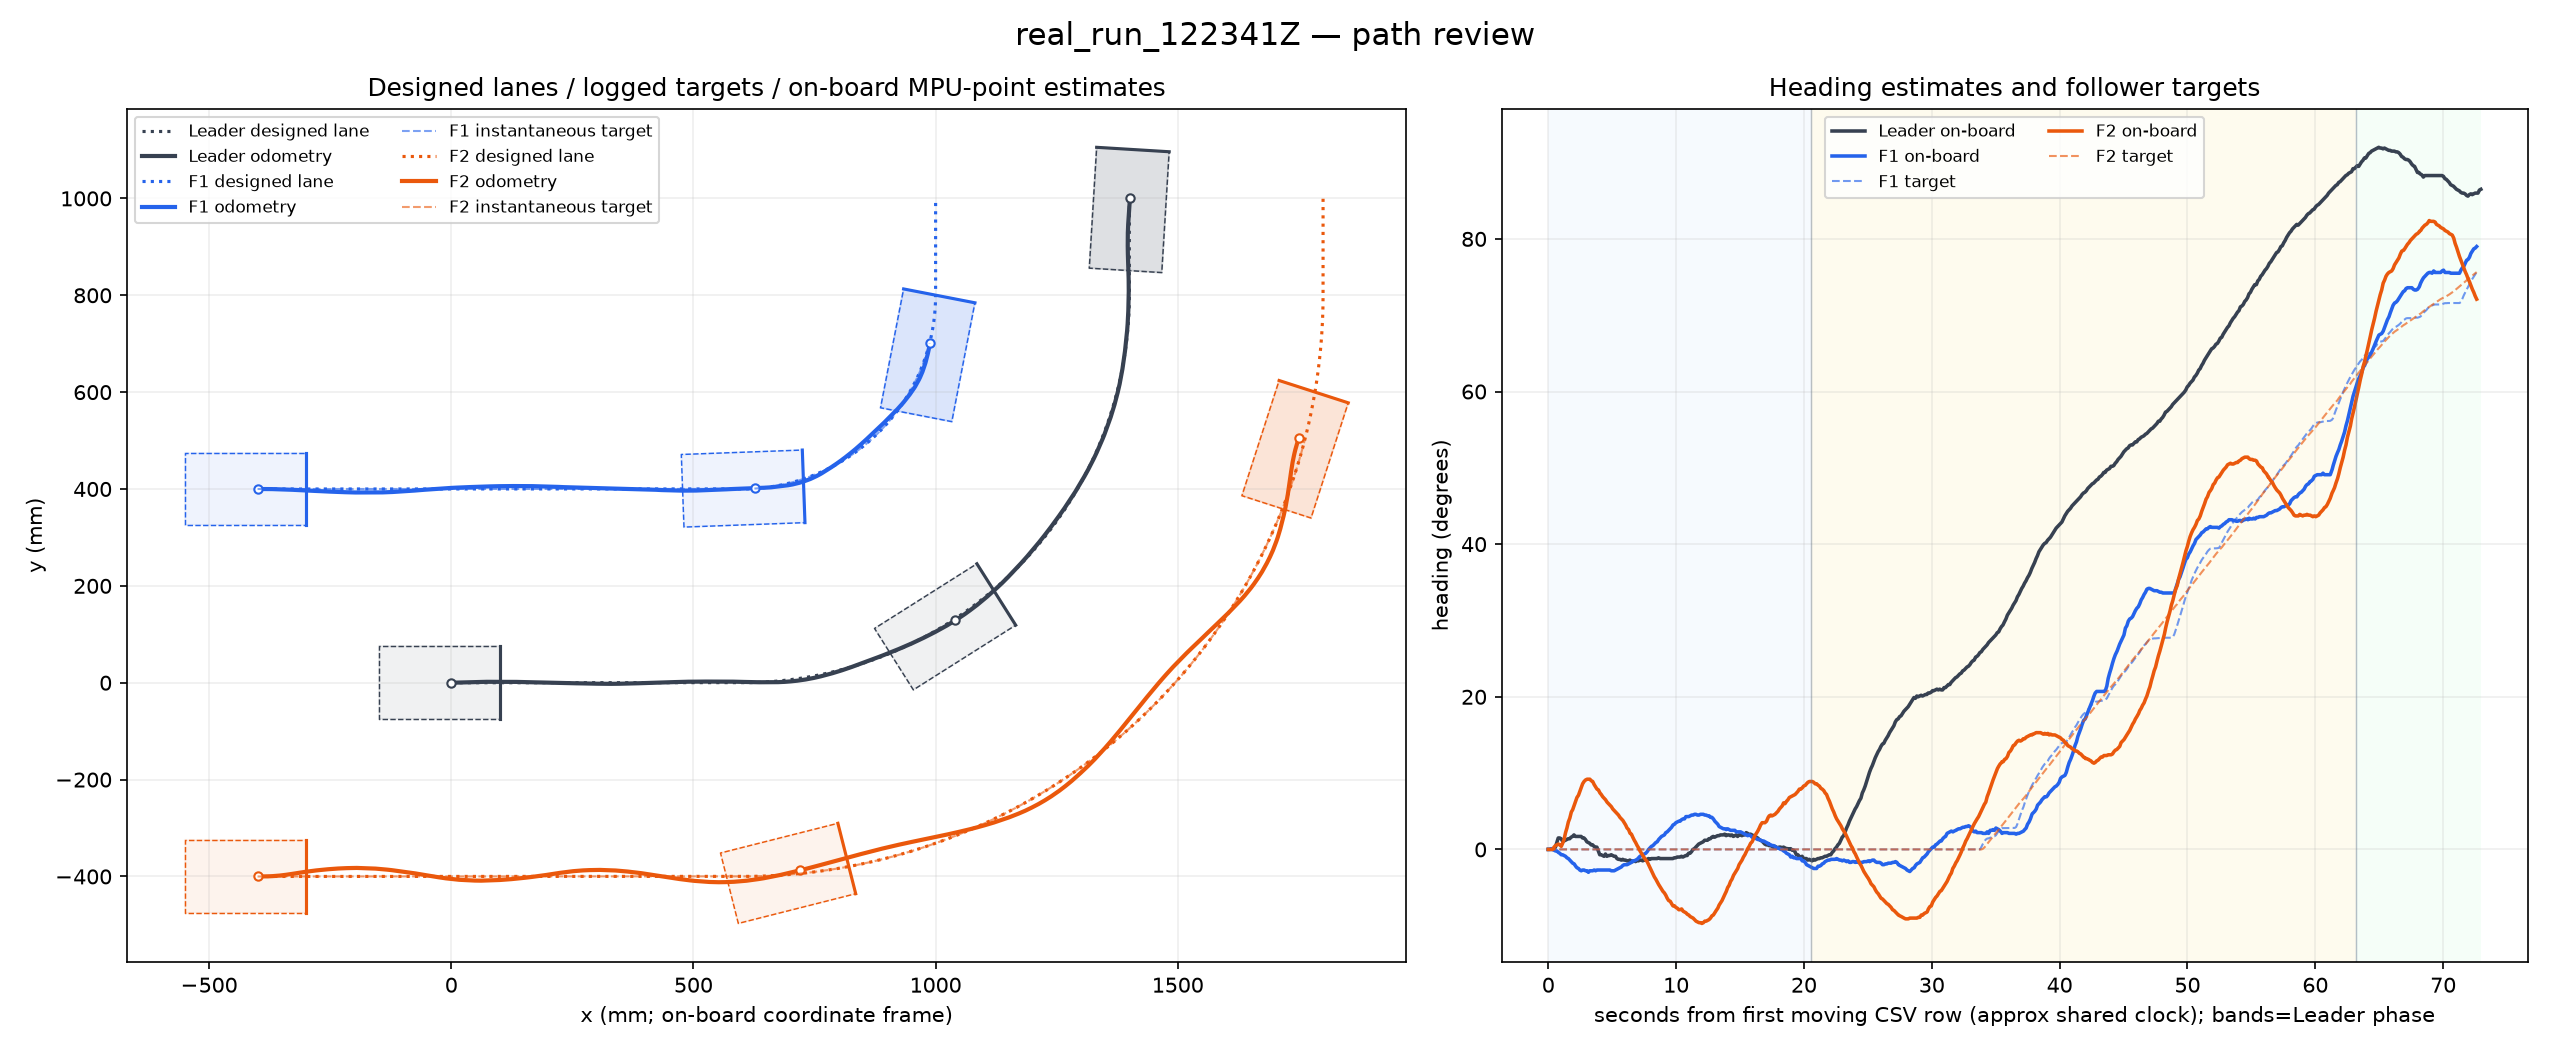 real_run_122341Z — path review
Designed lanes / logged targets / on-board MPU-point estimates
Leader designed lane
Leader odometry
F1 designed lane
F1 odometry
F1 instantaneous target
F2 designed lane
F2 odometry
F2 instantaneous target
y (mm)
1000
800
600
400
200
0
−200
−400
−500
0
500
1000
1500
x (mm; on-board coordinate frame)
Heading estimates and follower targets
Leader on-board
F1 on-board
F1 target
F2 on-board
F2 target
heading (degrees)
80
60
40
20
0
0
10
20
30
40
50
60
70
seconds from first moving CSV row (approx shared clock); bands=Leader phase